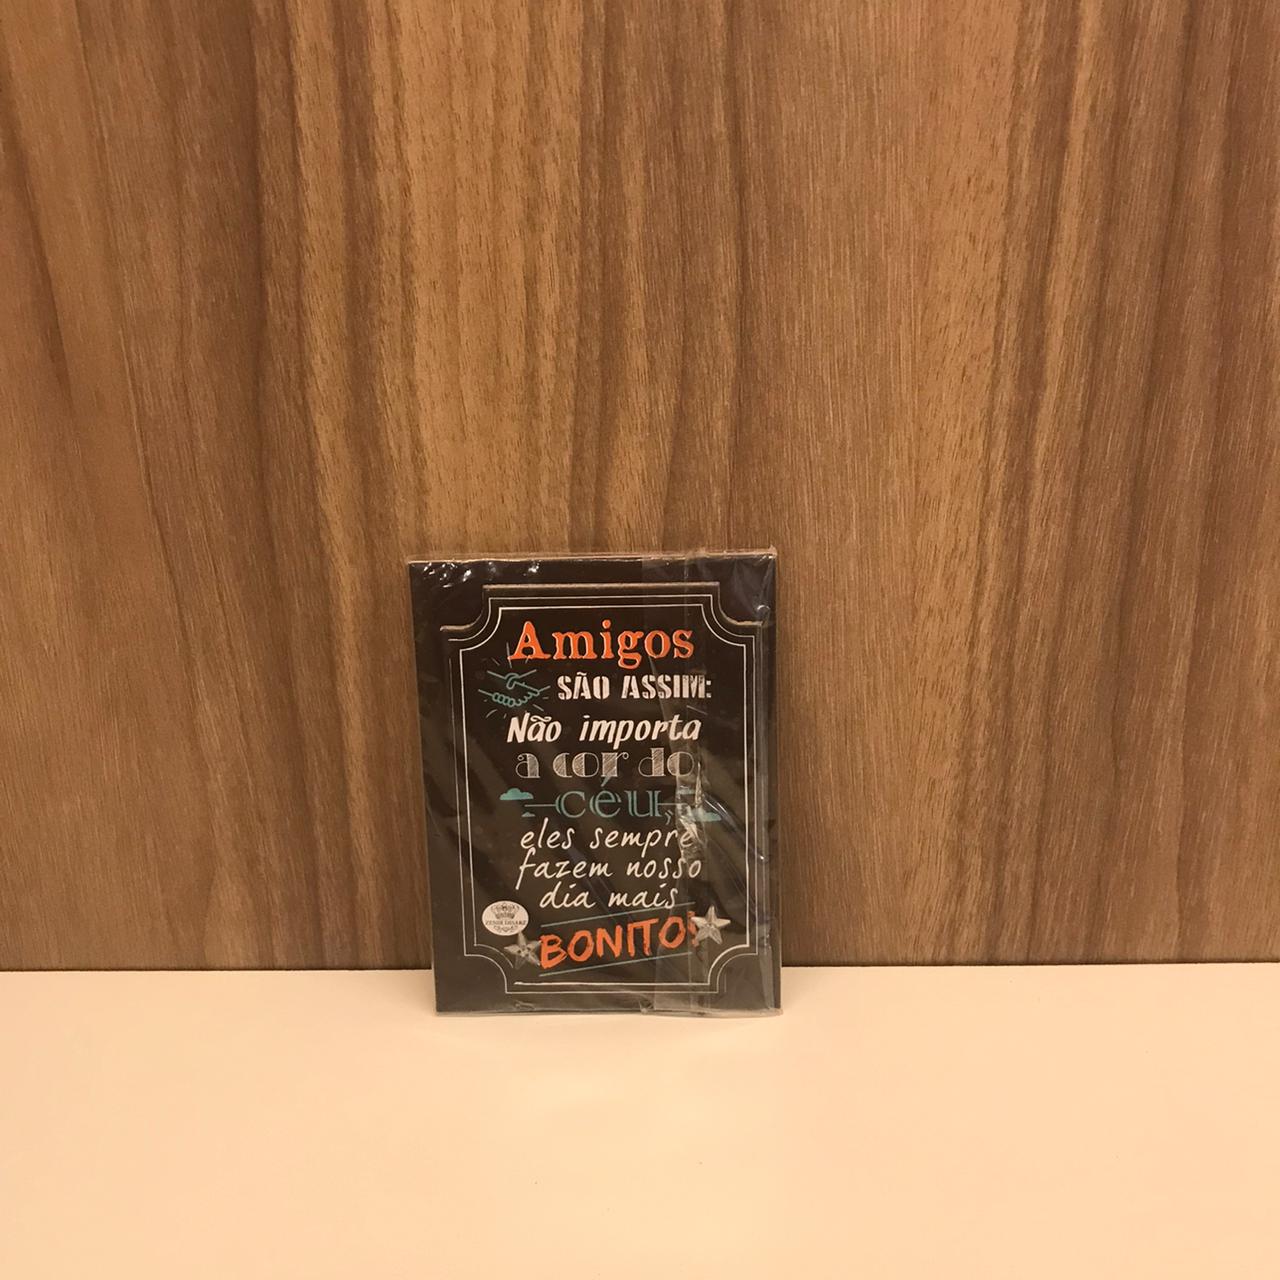 Amigos
SÃO ASSIM:
Não importa
a cor do
céu,
eles sempre
fazem nosso
dia mais
BONITO!